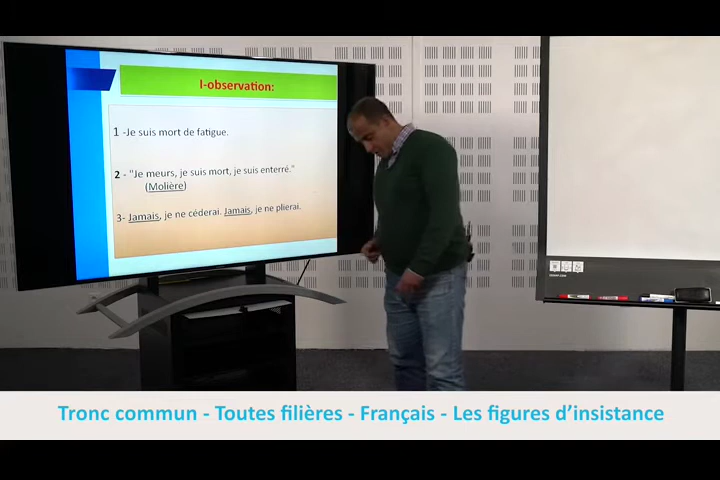 I-observation:
1 -Je suis mort de fatigue.
2 - "Je meurs, je suis mort, je suis enterré."
(Molière)
3- Jamais, je ne céderai. Jamais, je ne plierai.
Tronc commun - Toutes filières - Français - Les figures d'insistance